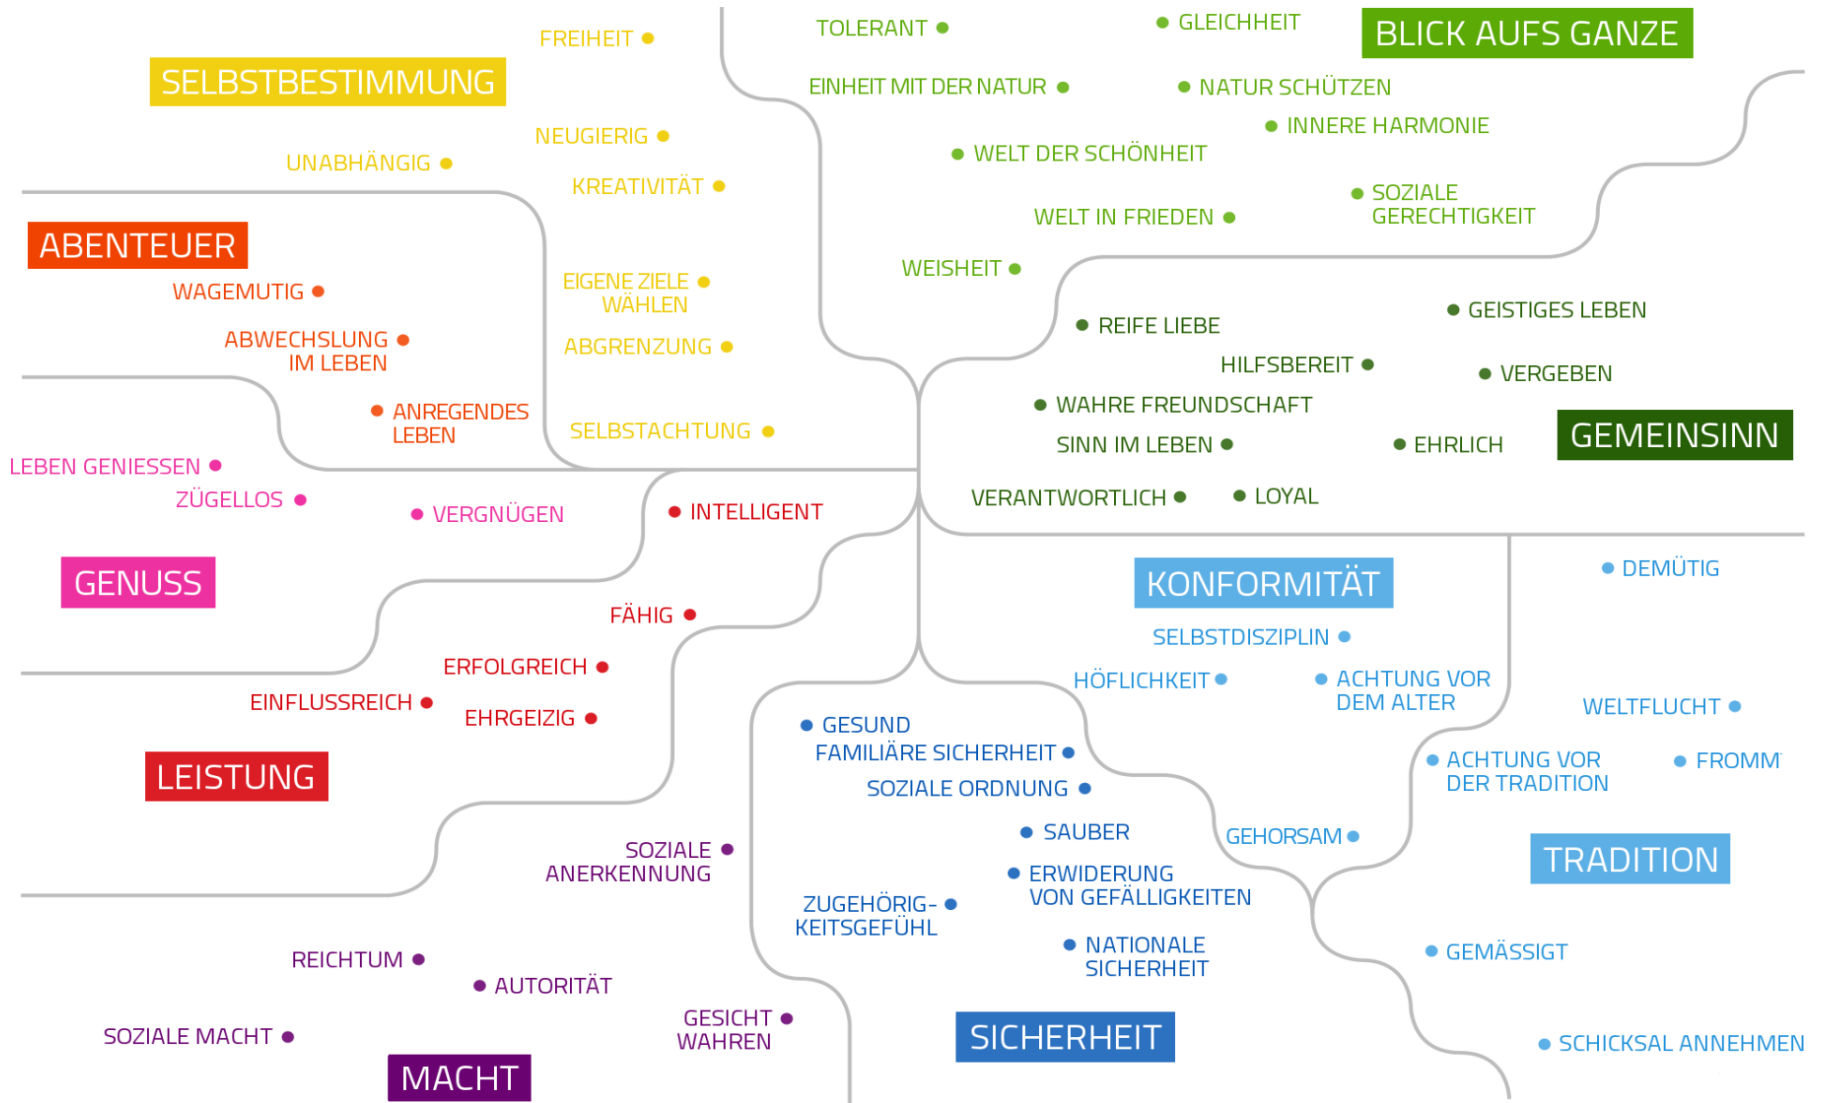 SELBSTBESTIMMUNG
FREIHEIT
NEUGIERIG
UNABHÄNGIG
KREATIVITÄT
EIGENE ZIELE
WÄHLEN
ABGRENZUNG
SELBSTACHTUNG
BLICK AUFS GANZE
TOLERANT
GLEICHHEIT
EINHEIT MIT DER NATUR
NATUR SCHÜTZEN
INNERE HARMONIE
WELT DER SCHÖNHEIT
SOZIALE
GERECHTIGKEIT
WELT IN FRIEDEN
WEISHEIT
ABENTEUER
WAGEMUTIG
ABWECHSLUNG
IM LEBEN
ANREGENDES
LEBEN
GEMEINSINN
GEISTIGES LEBEN
REIFE LIEBE
HILFSBEREIT
VERGEBEN
WAHRE FREUNDSCHAFT
SINN IM LEBEN
EHRLICH
VERANTWORTLICH
LOYAL
LEBEN GENIESSEN
ZÜGELLOS
VERGNÜGEN
GENUSS
INTELLIGENT
FÄHIG
ERFOLGREICH
EINFLUSSREICH
EHRGEIZIG
LEISTUNG
KONFORMITÄT
SELBSTDISZIPLIN
HÖFLICHKEIT
ACHTUNG VOR
DEM ALTER
GEHORSAM
DEMÜTIG
WELTFLUCHT
ACHTUNG VOR
DER TRADITION
FROMM
TRADITION
GEMÄSSIGT
SCHICKSAL ANNEHMEN
GESUND
FAMILIÄRE SICHERHEIT
SOZIALE ORDNUNG
SAUBER
ERWIDERUNG
VON GEFÄLLIGKEITEN
ZUGEHÖRIG-
KEITSGEFÜHL
NATIONALE
SICHERHEIT
SICHERHEIT
SOZIALE
ANERKENNUNG
REICHTUM
AUTORITÄT
GESICHT
WAHREN
SOZIALE MACHT
MACHT